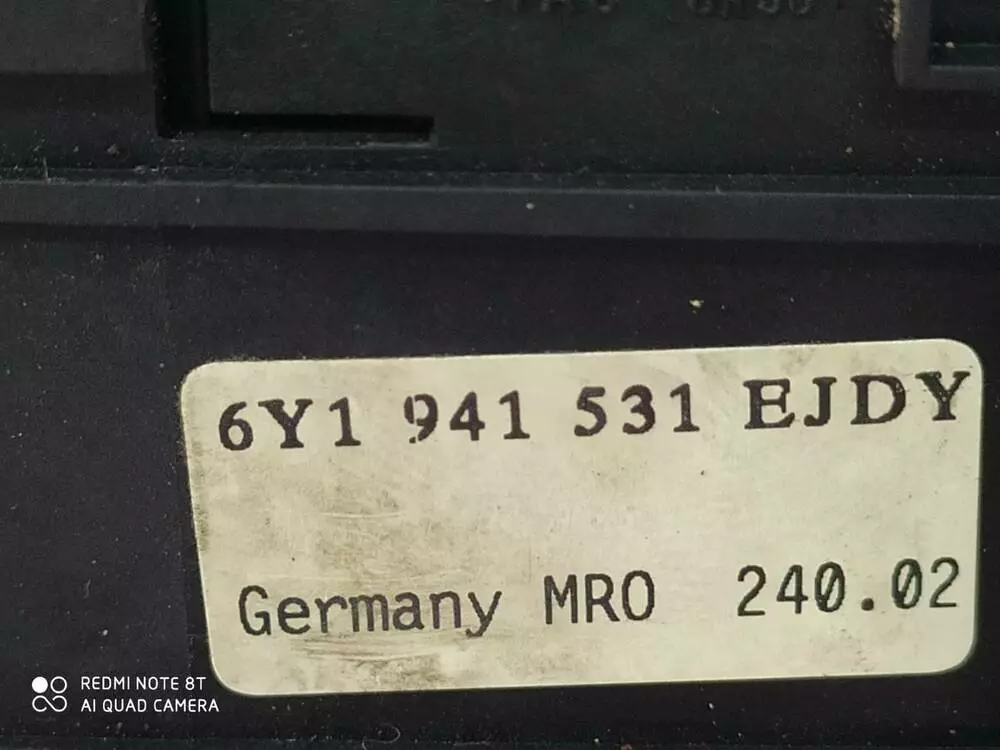 6Y1 941 531 EJDY
Germany MRO 240.02
REDMI NOTE 8T
AI QUAD CAMERA